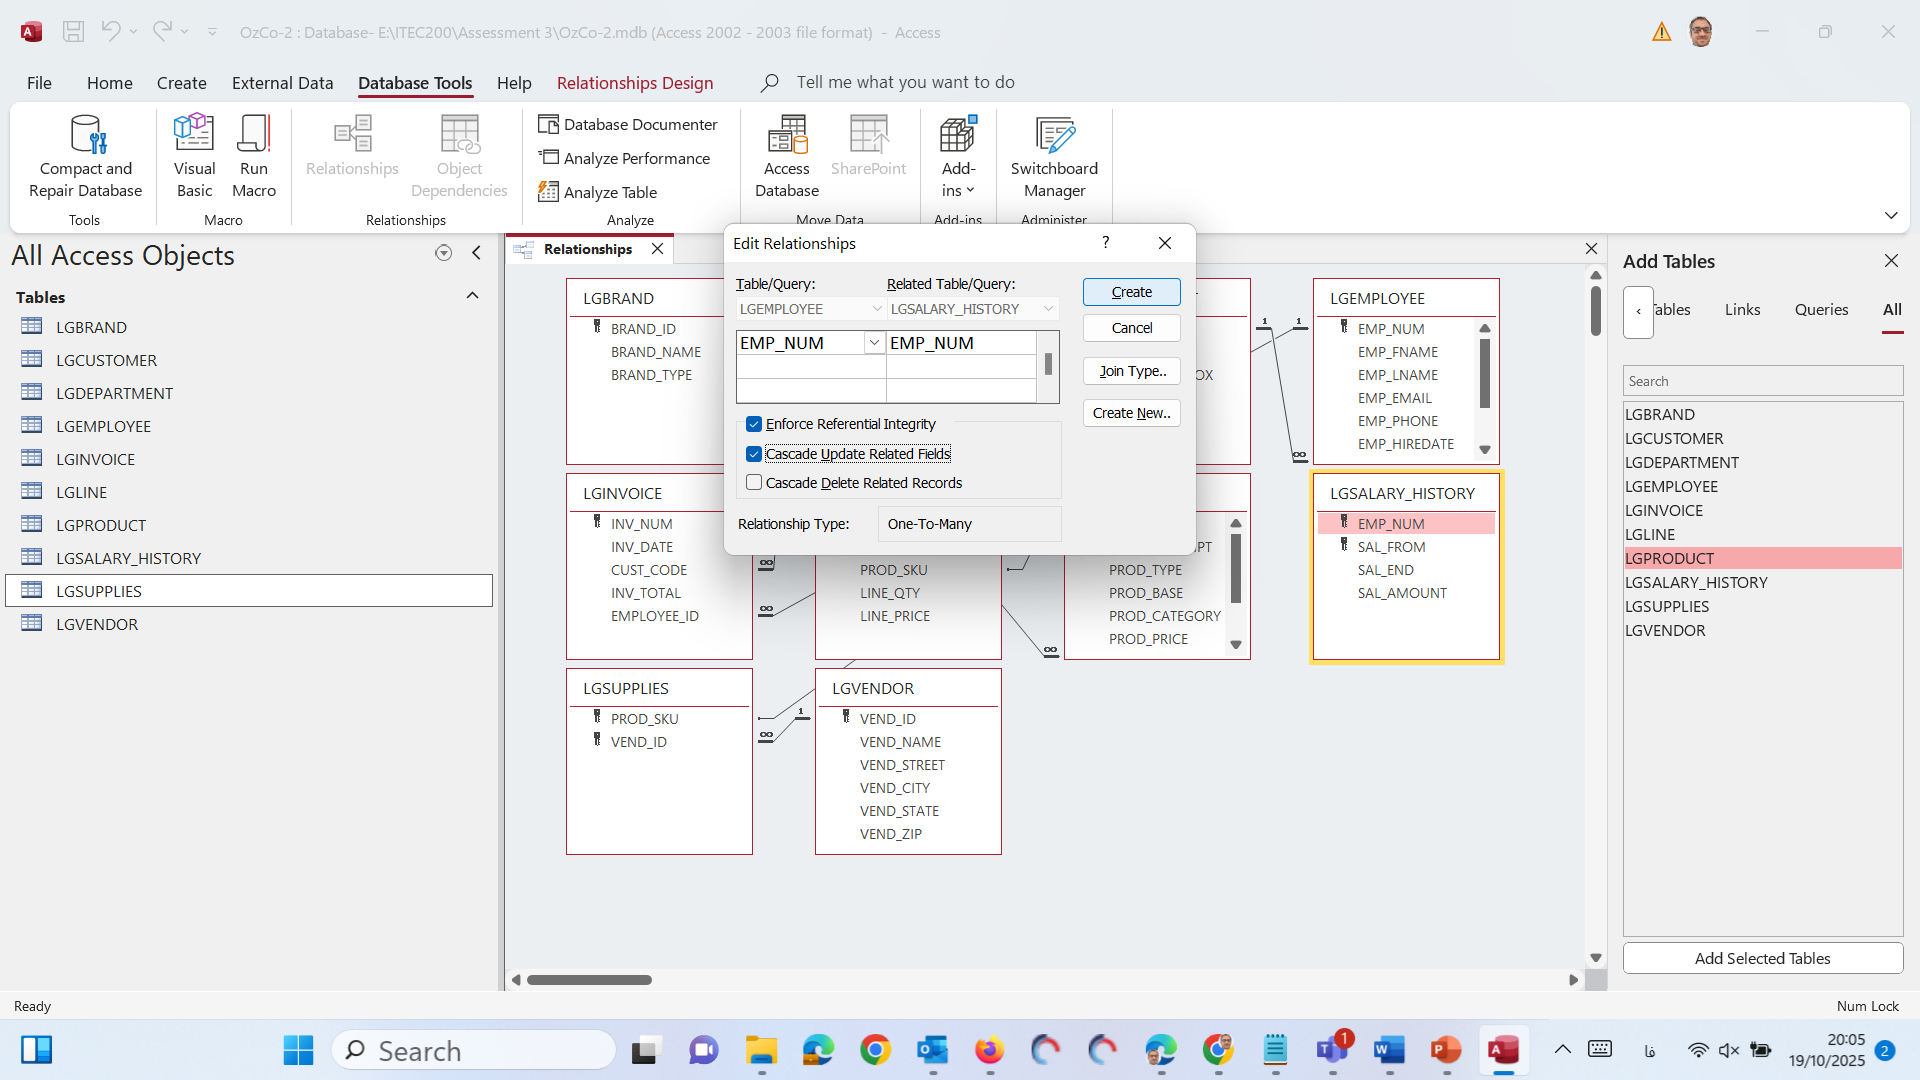 OzCo-2 : Database- E:\ITEC200\Assessment 3\OzCo-2.mdb (Access 2002 - 2003 file format) - Access
File Home Create External Data Database Tools Help Relationships Design Tell me what you want to do
Compact and Repair Database
Tools
Visual Basic
Run Macro
Macro
Relationships
Object Dependencies
Relationships
Database Documenter
Analyze Performance
Analyze Table
Analyze
Access Database
SharePoint
Move Data
Add-ins
Add-ins
Switchboard Manager
Administer
All Access Objects
Tables
LGBRAND
LGCUSTOMER
LGDEPARTMENT
LGEMPLOYEE
LGINVOICE
LGLINE
LGPRODUCT
LGSALARY_HISTORY
LGSUPPLIES
LGVENDOR
Relationships
LGBRAND
BRAND_ID
BRAND_NAME
BRAND_TYPE
Edit Relationships
?
Table/Query: Related Table/Query:
LGEMPLOYEE LGSALARY_HISTORY
EMP_NUM EMP_NUM
Enforce Referential Integrity
Cascade Update Related Fields
Cascade Delete Related Records
Relationship Type: One-To-Many
Create
Cancel
Join Type..
Create New..
OX
1 1
∞
LGEMPLOYEE
EMP_NUM
EMP_FNAME
EMP_LNAME
EMP_EMAIL
EMP_PHONE
EMP_HIREDATE
LGINVOICE
INV_NUM
INV_DATE
CUST_CODE
INV_TOTAL
EMPLOYEE_ID
∞
∞
PROD_SKU
LINE_QTY
LINE_PRICE
∞
PT
PROD_TYPE
PROD_BASE
PROD_CATEGORY
PROD_PRICE
LGSALARY_HISTORY
EMP_NUM
SAL_FROM
SAL_END
SAL_AMOUNT
LGSUPPLIES
PROD_SKU
VEND_ID
1
∞
LGVENDOR
VEND_ID
VEND_NAME
VEND_STREET
VEND_CITY
VEND_STATE
VEND_ZIP
Add Tables
ables Links Queries All
Search
LGBRAND
LGCUSTOMER
LGDEPARTMENT
LGEMPLOYEE
LGINVOICE
LGLINE
LGPRODUCT
LGSALARY_HISTORY
LGSUPPLIES
LGVENDOR
Add Selected Tables
Ready
Num Lock
Search
1
فا
20:05
19/10/2025
2